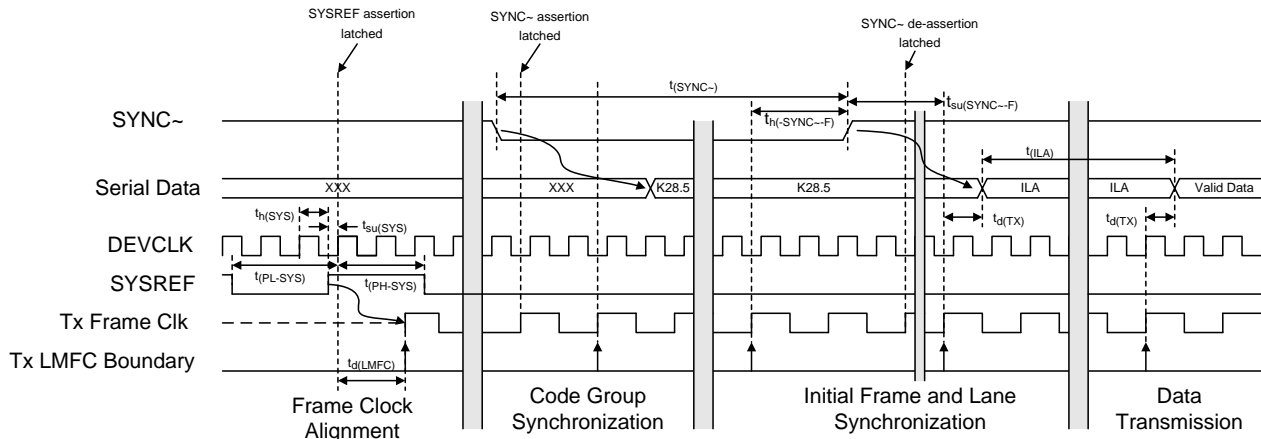 SYSREF assertion
latched
SYNC~ assertion
latched
SYNC~ de-assertion
latched
t(SYNC~)
tsu(SYNC~-F)
th(-SYNC~-F)
SYNC~
t(ILA)
Serial Data
XXX
XXX
K28.5
K28.5
ILA
ILA
Valid Data
th(SYS)
tsu(SYS)
td(TX)
td(TX)
DEVCLK
t(PL-SYS)
t(PH-SYS)
SYSREF
Tx Frame Clk
Tx LMFC Boundary
td(LMFC)
Frame Clock
Alignment
Code Group
Synchronization
Initial Frame and Lane
Synchronization
Data
Transmission